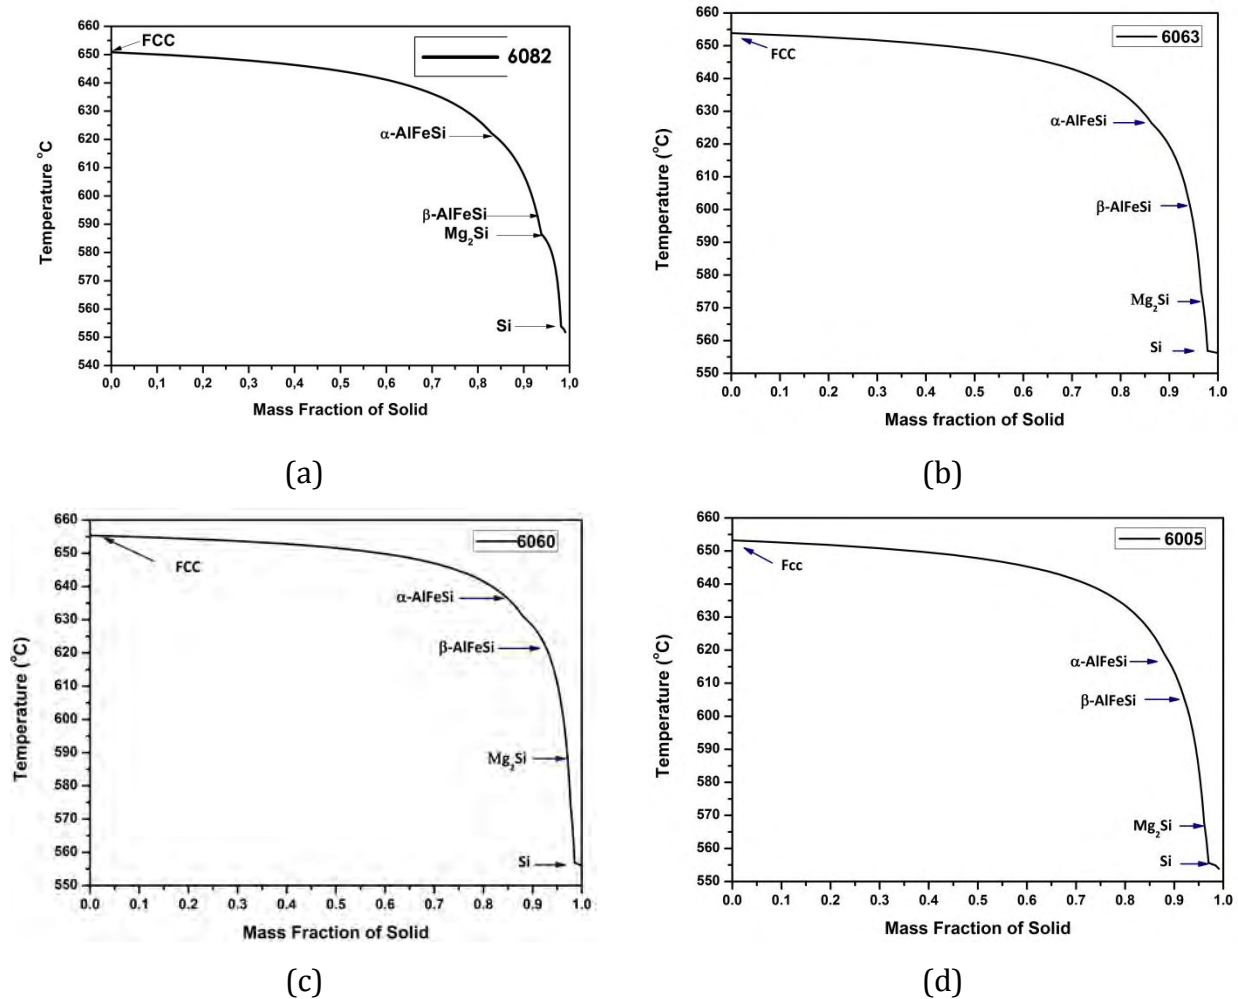 660
650
640
630
620
610
600
590
580
570
560
550
540
Temperature °C
FCC
6082
α-AlFeSi
β-AlFeSi
Mg₂Si
Si
0,0 0,1 0,2 0,3 0,4 0,5 0,6 0,7 0,8 0,9 1,0
Mass Fraction of Solid
(a)
660
650
640
630
620
610
600
590
580
570
560
550
Temperature (°C)
FCC
6063
α-AlFeSi
β-AlFeSi
Mg₂Si
Si
0.0 0.1 0.2 0.3 0.4 0.5 0.6 0.7 0.8 0.9 1.0
Mass fraction of Solid
(b)
660
650
640
630
620
610
600
590
580
570
560
550
Temperature (°C)
FCC
6060
α-AlFeSi
β-AlFeSi
Mg₂Si
Si
0.0 0.1 0.2 0.3 0.4 0.5 0.6 0.7 0.8 0.9 1.0
Mass Fraction of Solid
(c)
660
650
640
630
620
610
600
590
580
570
560
550
Temperature (°C)
Fcc
6005
α-AlFeSi
β-AlFeSi
Mg₂Si
Si
0.0 0.1 0.2 0.3 0.4 0.5 0.6 0.7 0.8 0.9 1.0
Mass Fraction of Solid
(d)